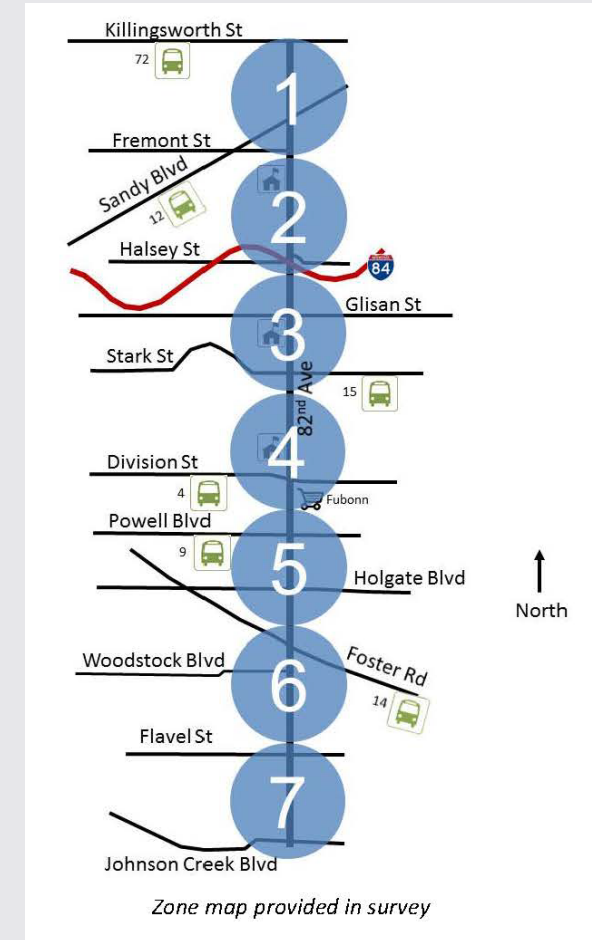 Killingsworth St
72
1
Fremont St
Sandy Blvd
12
2
Halsey St
84
Glisan St
3
Stark St
15
82nd Ave
4
Division St
4
Fubonn
Powell Blvd
9
5
Holgate Blvd
North
Woodstock Blvd
Foster Rd
6
14
Flavel St
7
Johnson Creek Blvd
Zone map provided in survey